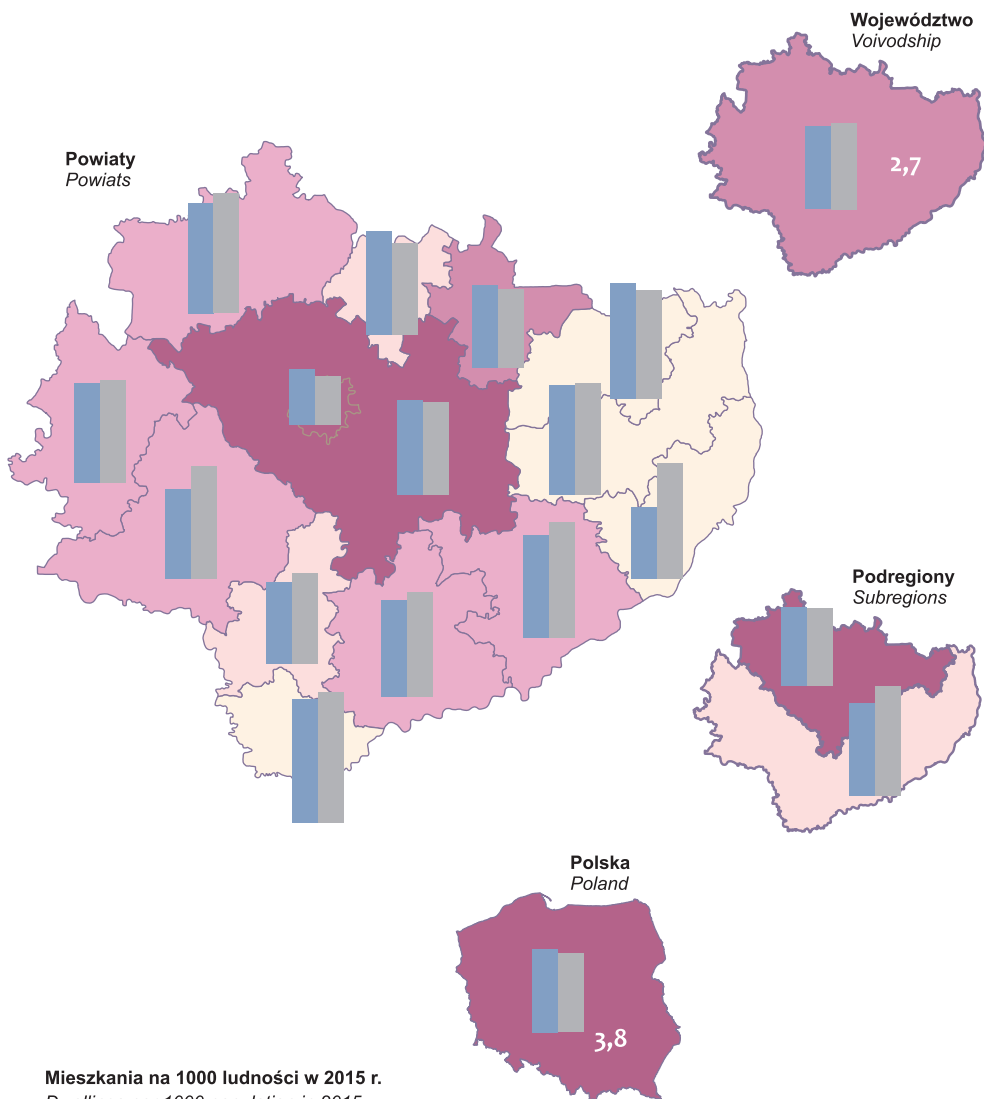 Województwo
Voivodship
2,7
Powiaty
Powiats
Podregiony
Subregions
Polska
Poland
3,8
Mieszkania na 1000 ludności w 2015 r.